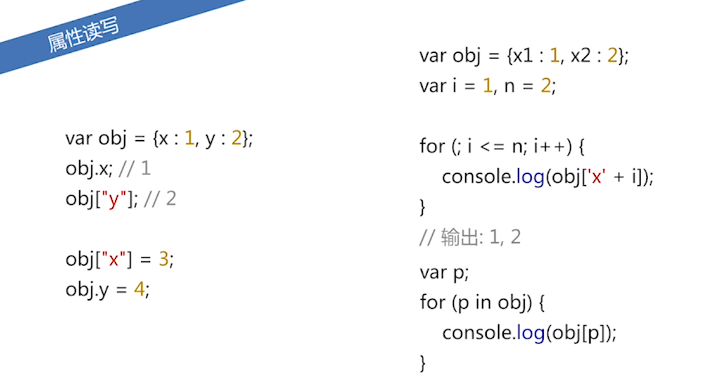 属性读写
var obj = {x : 1, y : 2};
obj.x; // 1
obj["y"]; // 2
obj["x"] = 3;
obj.y = 4;
var obj = {x1 : 1, x2 : 2};
var i = 1, n = 2;
for (; i <= n; i++) {
console.log(obj['x' + i]);
}
// 输出: 1, 2
var p;
for (p in obj) {
console.log(obj[p]);
}